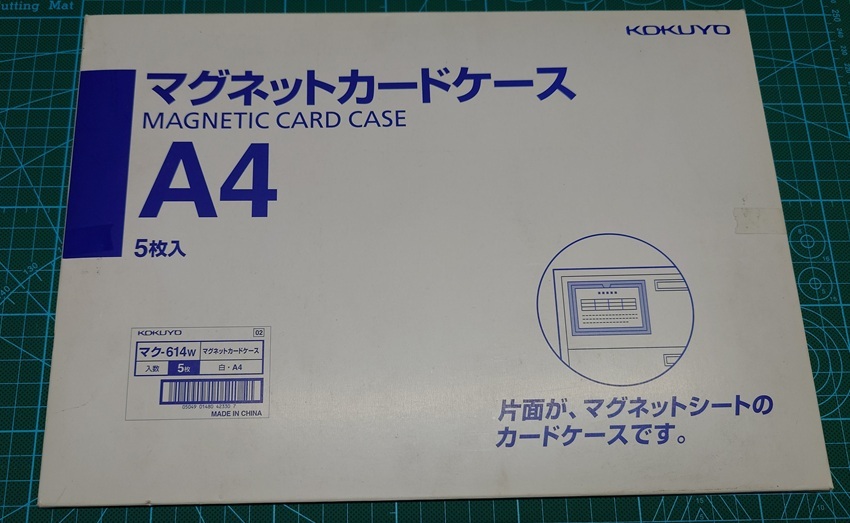 Cutting Mat
KOKUYO
マグネットカードケース
MAGNETIC CARD CASE
A4
5枚入
KOKUYO
02
マク-614W
マグネットカードケース
入数
5枚
白・A4
MADE IN CHINA
片面が、マグネットシートの
カードケースです。